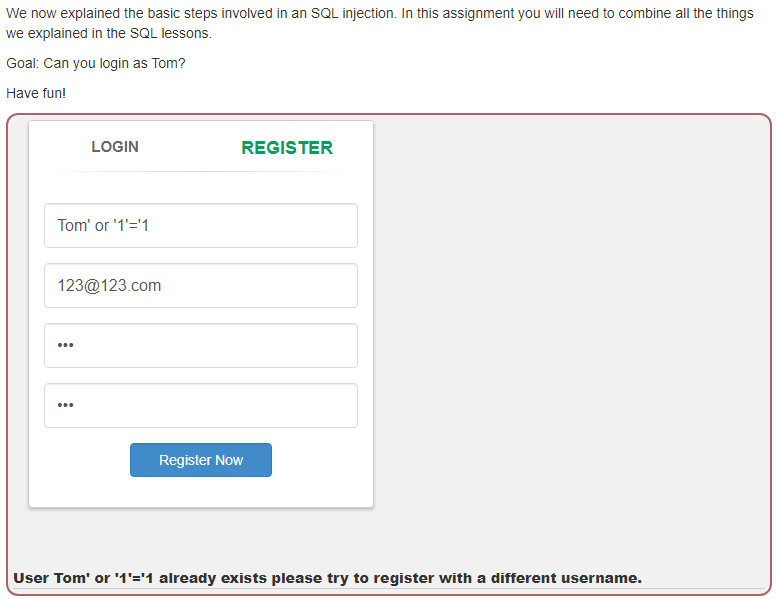 We now explained the basic steps involved in an SQL injection. In this assignment you will need to combine all the things
we explained in the SQL lessons.
Goal: Can you login as Tom?
Have fun!
LOGIN REGISTER
Tom' or '1'='1
123@123.com
•••
•••
Register Now
User Tom' or '1'='1 already exists please try to register with a different username.